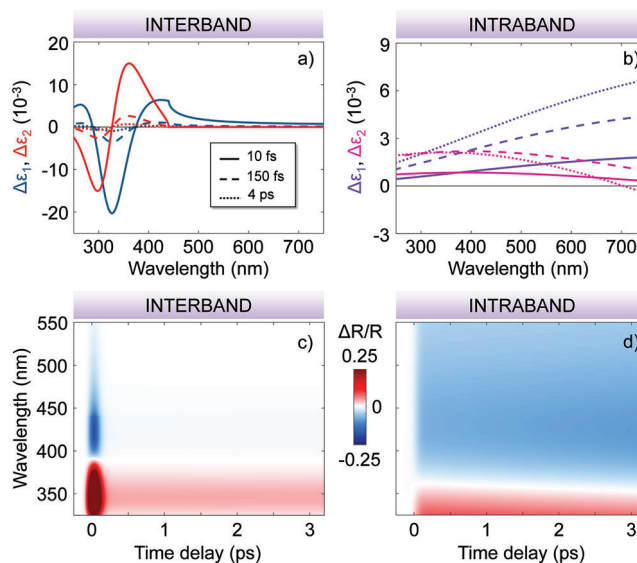 INTERBAND
INTRABAND
a)
b)
Δε₁, Δε₂ (10⁻³)
20
10
0
-10
-20
10 fs
150 fs
4 ps
300 400 500 600 700
Wavelength (nm)
Δε₁, Δε₂ (10⁻³)
9
6
3
0
-3
300 400 500 600 700
Wavelength (nm)
INTERBAND
INTRABAND
c)
d)
Wavelength (nm)
550
500
450
400
350
0 1 2 3
Time delay (ps)
ΔR/R
0.25
0
-0.25
0 1 2 3
Time delay (ps)